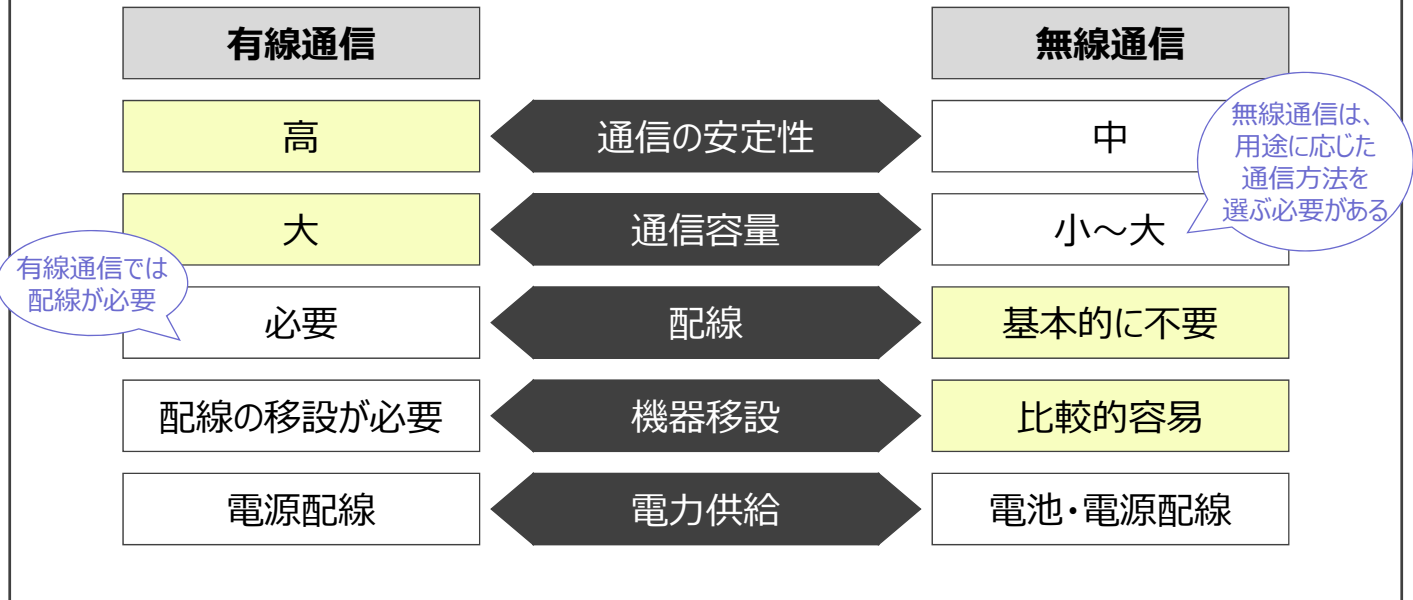 有線通信
無線通信
高
通信の安定性
中
無線通信は、
用途に応じた
通信方法を
選ぶ必要がある
大
通信容量
小～大
有線通信では
配線が必要
必要
配線
基本的に不要
配線の移設が必要
機器移設
比較的容易
電源配線
電力供給
電池・電源配線